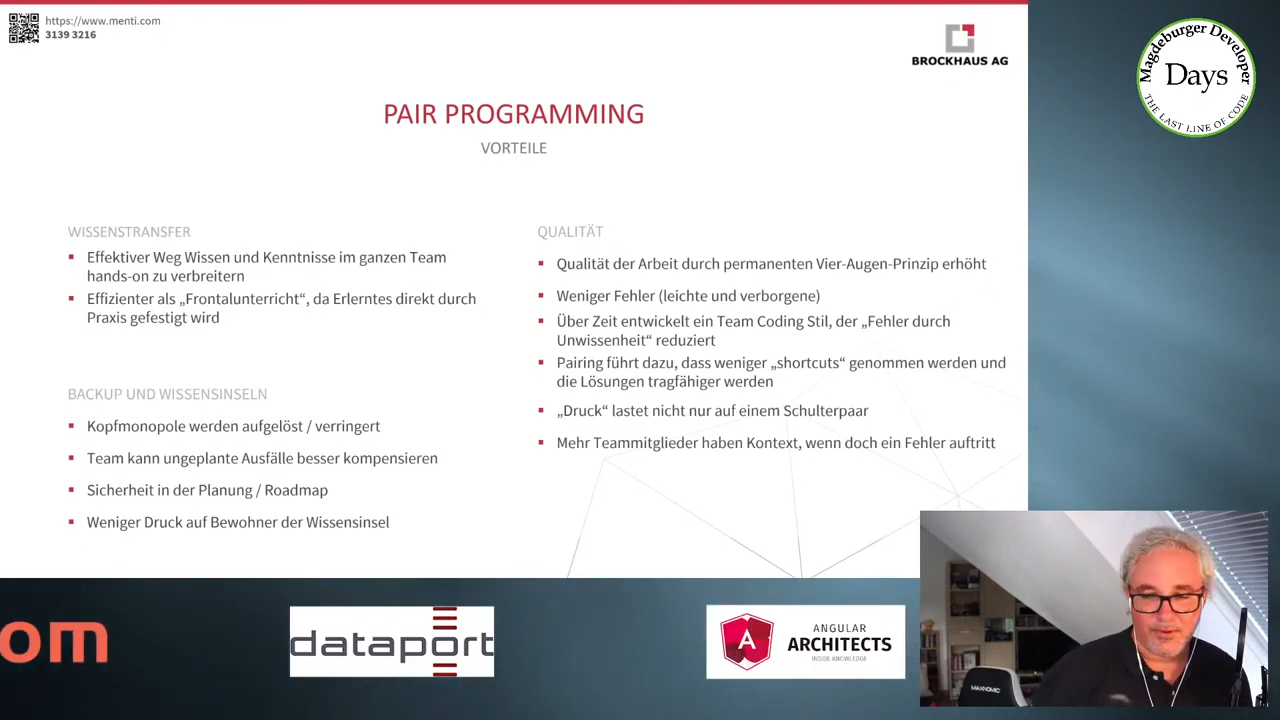 https://www.menti.com
3139 3216
BROCKHAUS AG
Magdeburger Developer
Days
THE LAST LINE OF CODE
PAIR PROGRAMMING
VORTEILE
WISSENSTRANSFER
▪ Effektiver Weg Wissen und Kenntnisse im ganzen Team
hands-on zu verbreitern
▪ Effizienter als „Frontalunterricht“, da Erlerntes direkt durch
Praxis gefestigt wird
BACKUP UND WISSENSINSELN
▪ Kopfmonopole werden aufgelöst / verringert
▪ Team kann ungeplante Ausfälle besser kompensieren
▪ Sicherheit in der Planung / Roadmap
▪ Weniger Druck auf Bewohner der Wissensinsel
QUALITÄT
▪ Qualität der Arbeit durch permanenten Vier-Augen-Prinzip erhöht
▪ Weniger Fehler (leichte und verborgene)
▪ Über Zeit entwickelt ein Team Coding Stil, der „Fehler durch
Unwissenheit“ reduziert
▪ Pairing führt dazu, dass weniger „shortcuts“ genommen werden und
die Lösungen tragfähiger werden
▪ „Druck“ lastet nicht nur auf einem Schulterpaar
▪ Mehr Teammitglieder haben Kontext, wenn doch ein Fehler auftritt
om
dataport
A
ANGULAR
ARCHITECTS
INSIDE KNOWLEDGE
MAXNOMIC